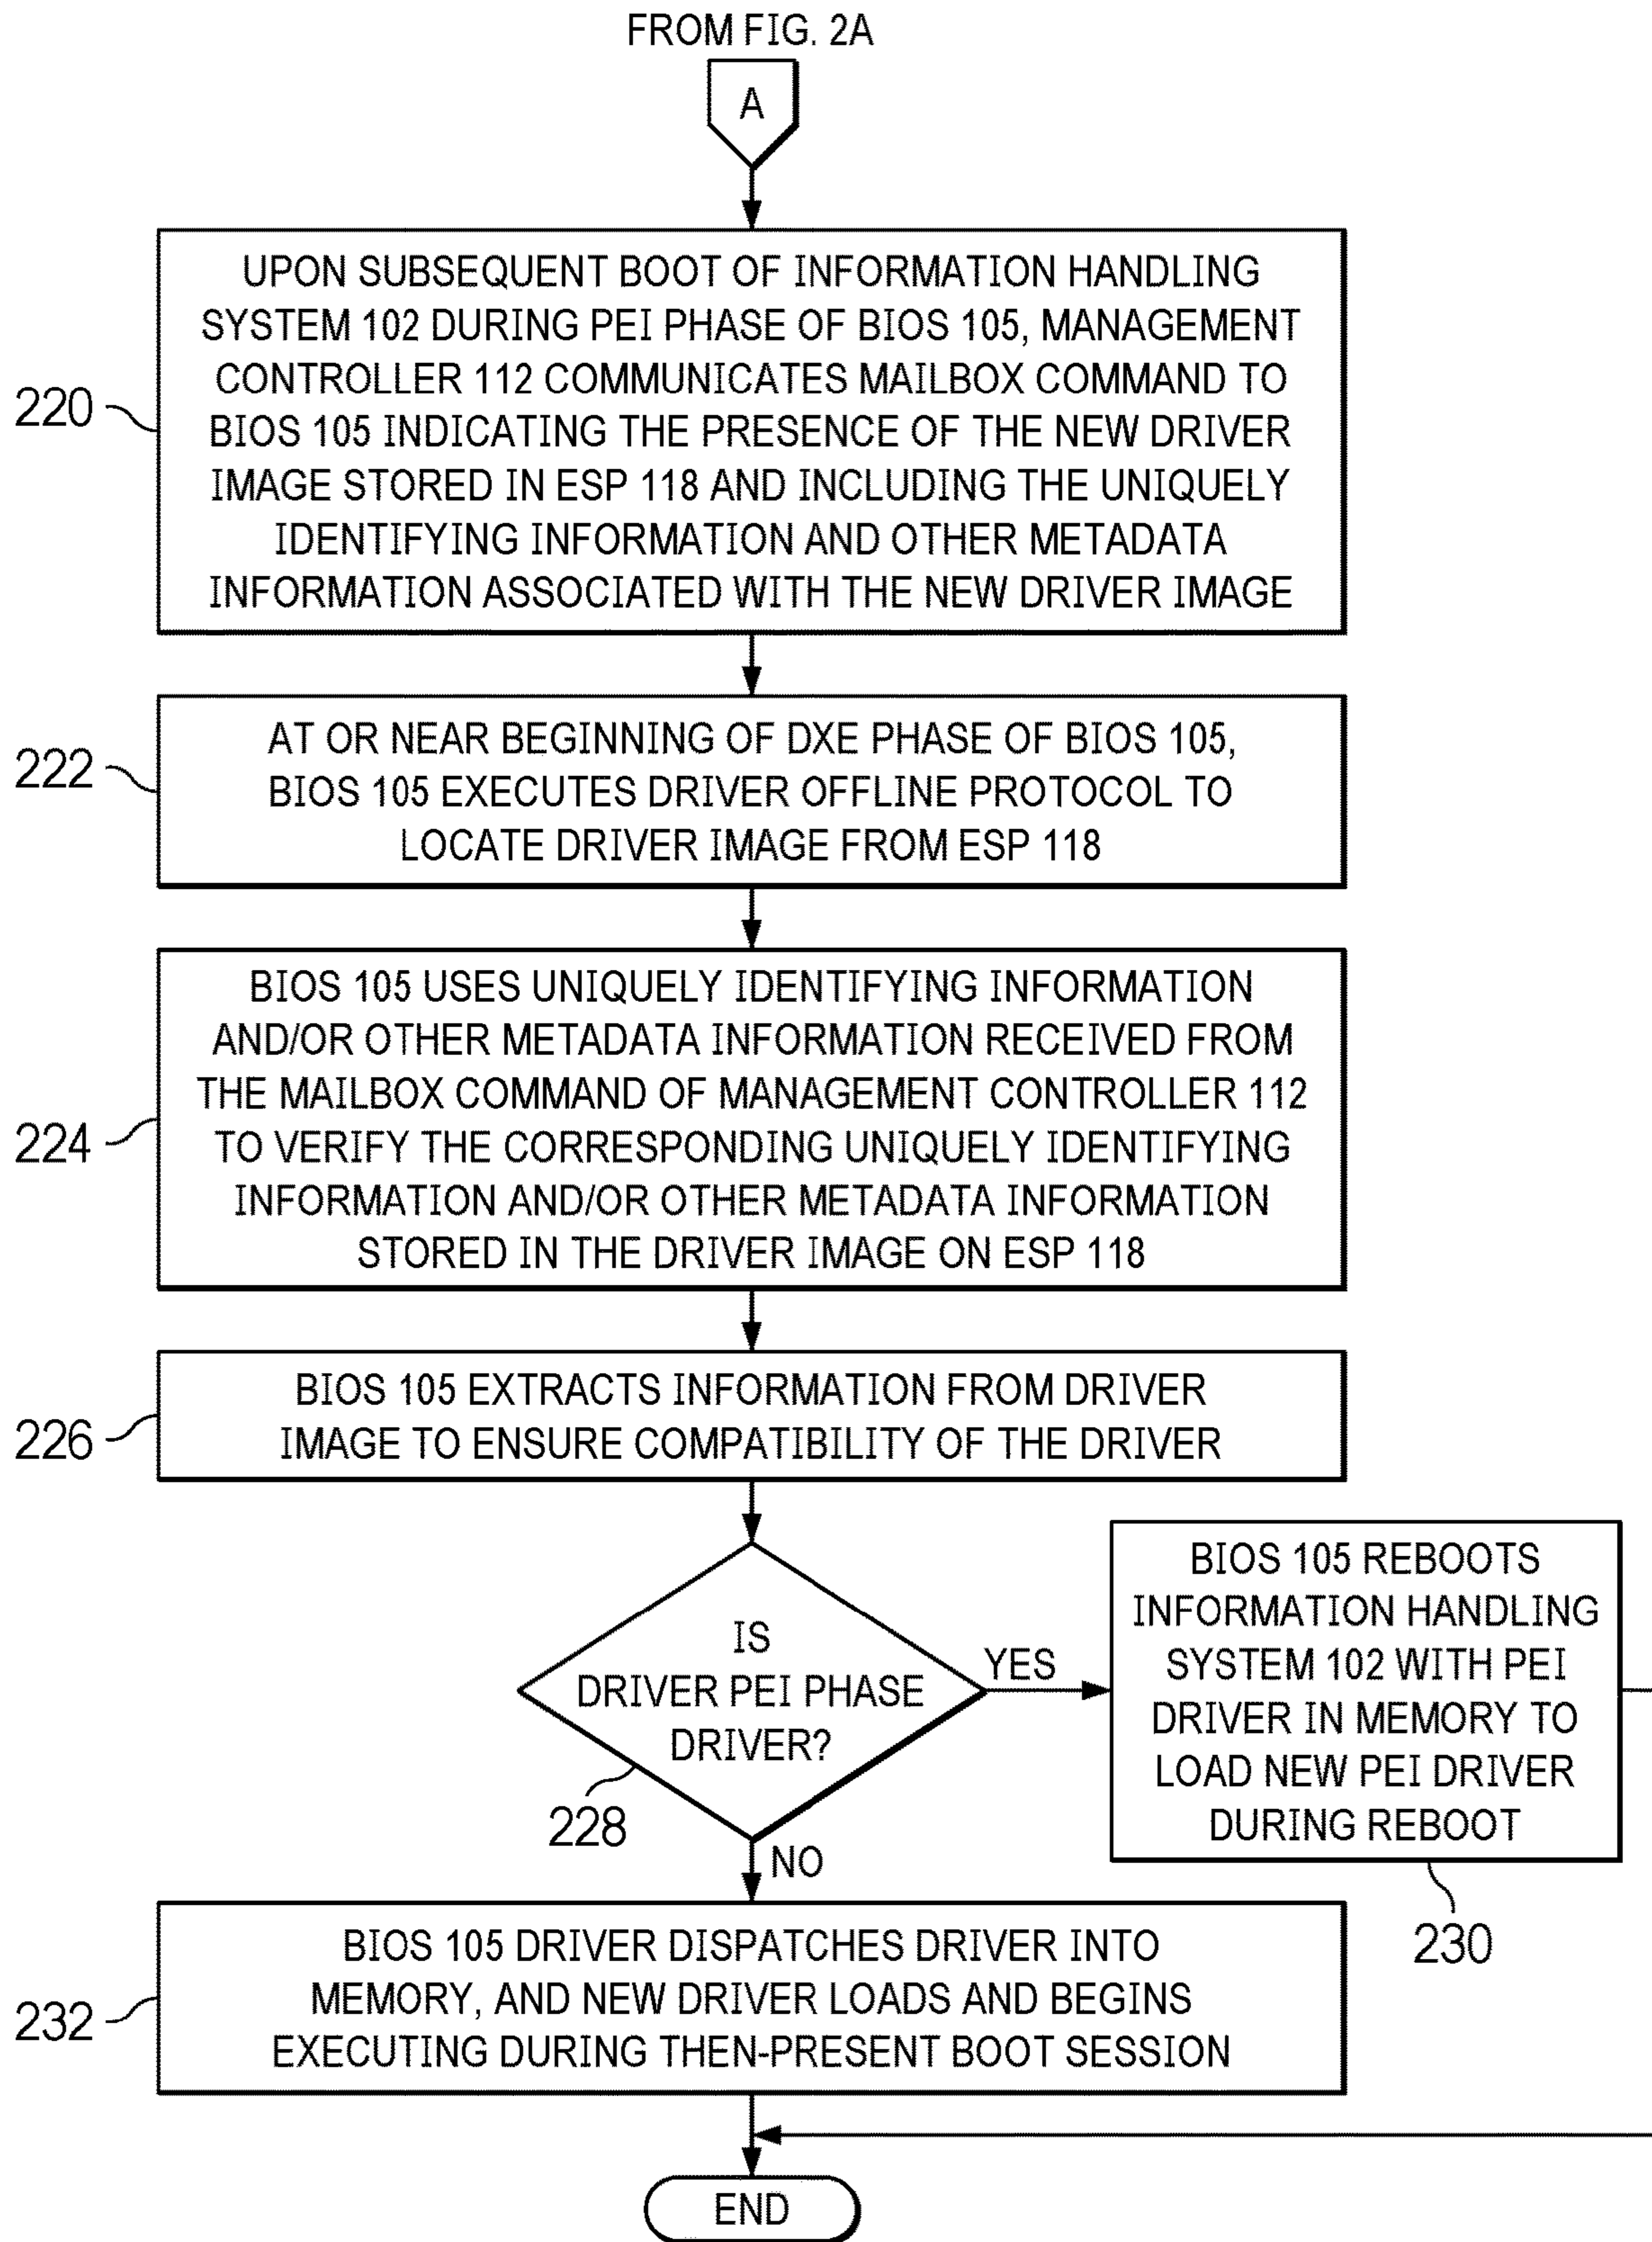 FROM FIG. 2A
A
220
UPON SUBSEQUENT BOOT OF INFORMATION HANDLING
SYSTEM 102 DURING PEI PHASE OF BIOS 105, MANAGEMENT
CONTROLLER 112 COMMUNICATES MAILBOX COMMAND TO
BIOS 105 INDICATING THE PRESENCE OF THE NEW DRIVER
IMAGE STORED IN ESP 118 AND INCLUDING THE UNIQUELY
IDENTIFYING INFORMATION AND OTHER METADATA
INFORMATION ASSOCIATED WITH THE NEW DRIVER IMAGE
222
AT OR NEAR BEGINNING OF DXE PHASE OF BIOS 105,
BIOS 105 EXECUTES DRIVER OFFLINE PROTOCOL TO
LOCATE DRIVER IMAGE FROM ESP 118
224
BIOS 105 USES UNIQUELY IDENTIFYING INFORMATION
AND/OR OTHER METADATA INFORMATION RECEIVED FROM
THE MAILBOX COMMAND OF MANAGEMENT CONTROLLER 112
TO VERIFY THE CORRESPONDING UNIQUELY IDENTIFYING
INFORMATION AND/OR OTHER METADATA INFORMATION
STORED IN THE DRIVER IMAGE ON ESP 118
226
BIOS 105 EXTRACTS INFORMATION FROM DRIVER
IMAGE TO ENSURE COMPATIBILITY OF THE DRIVER
IS
DRIVER PEI PHASE
DRIVER?
228
YES
BIOS 105 REBOOTS
INFORMATION HANDLING
SYSTEM 102 WITH PEI
DRIVER IN MEMORY TO
LOAD NEW PEI DRIVER
DURING REBOOT
230
NO
232
BIOS 105 DRIVER DISPATCHES DRIVER INTO
MEMORY, AND NEW DRIVER LOADS AND BEGINS
EXECUTING DURING THEN-PRESENT BOOT SESSION
END